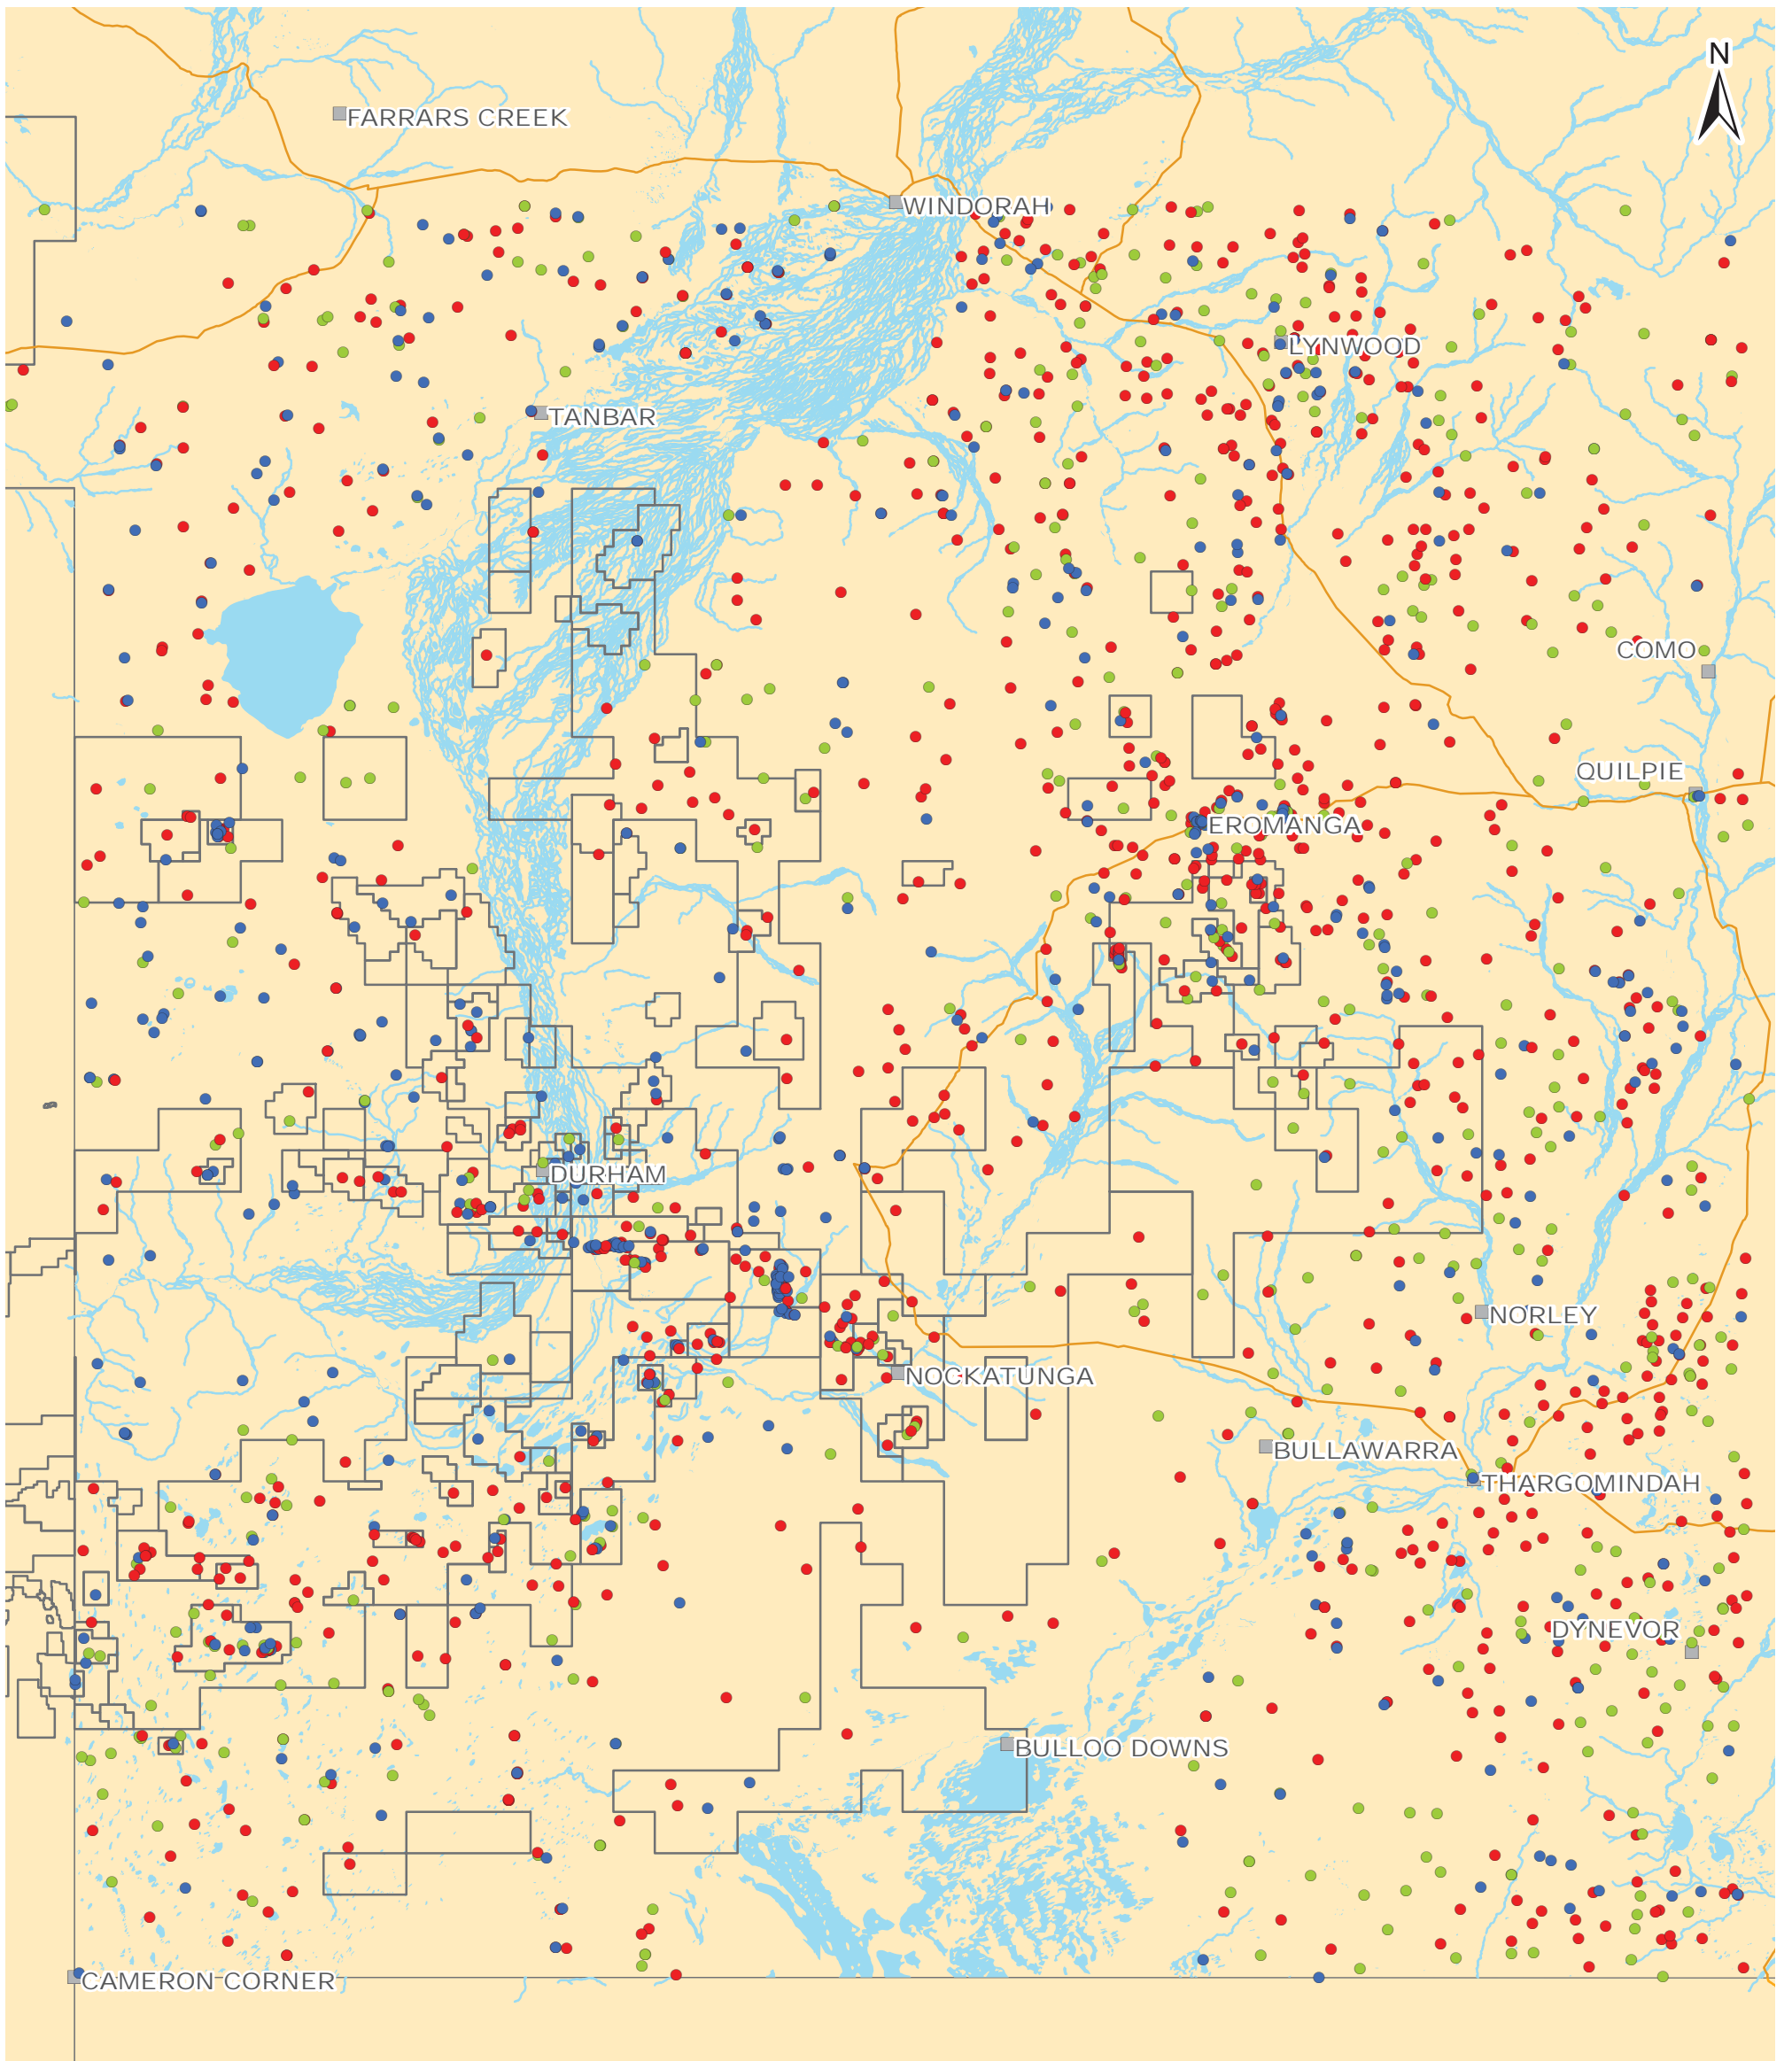 N
FARRARS CREEK
WINDORAH
LYNWOOD
TANBAR
COMO
QUILPIE
EROMANGA
DURHAM
NORLEY
NOCKATUNGA
BULLAWARRA
THARGOMINDAH
DYNEVOR
BULLOO DOWNS
CAMERON CORNER